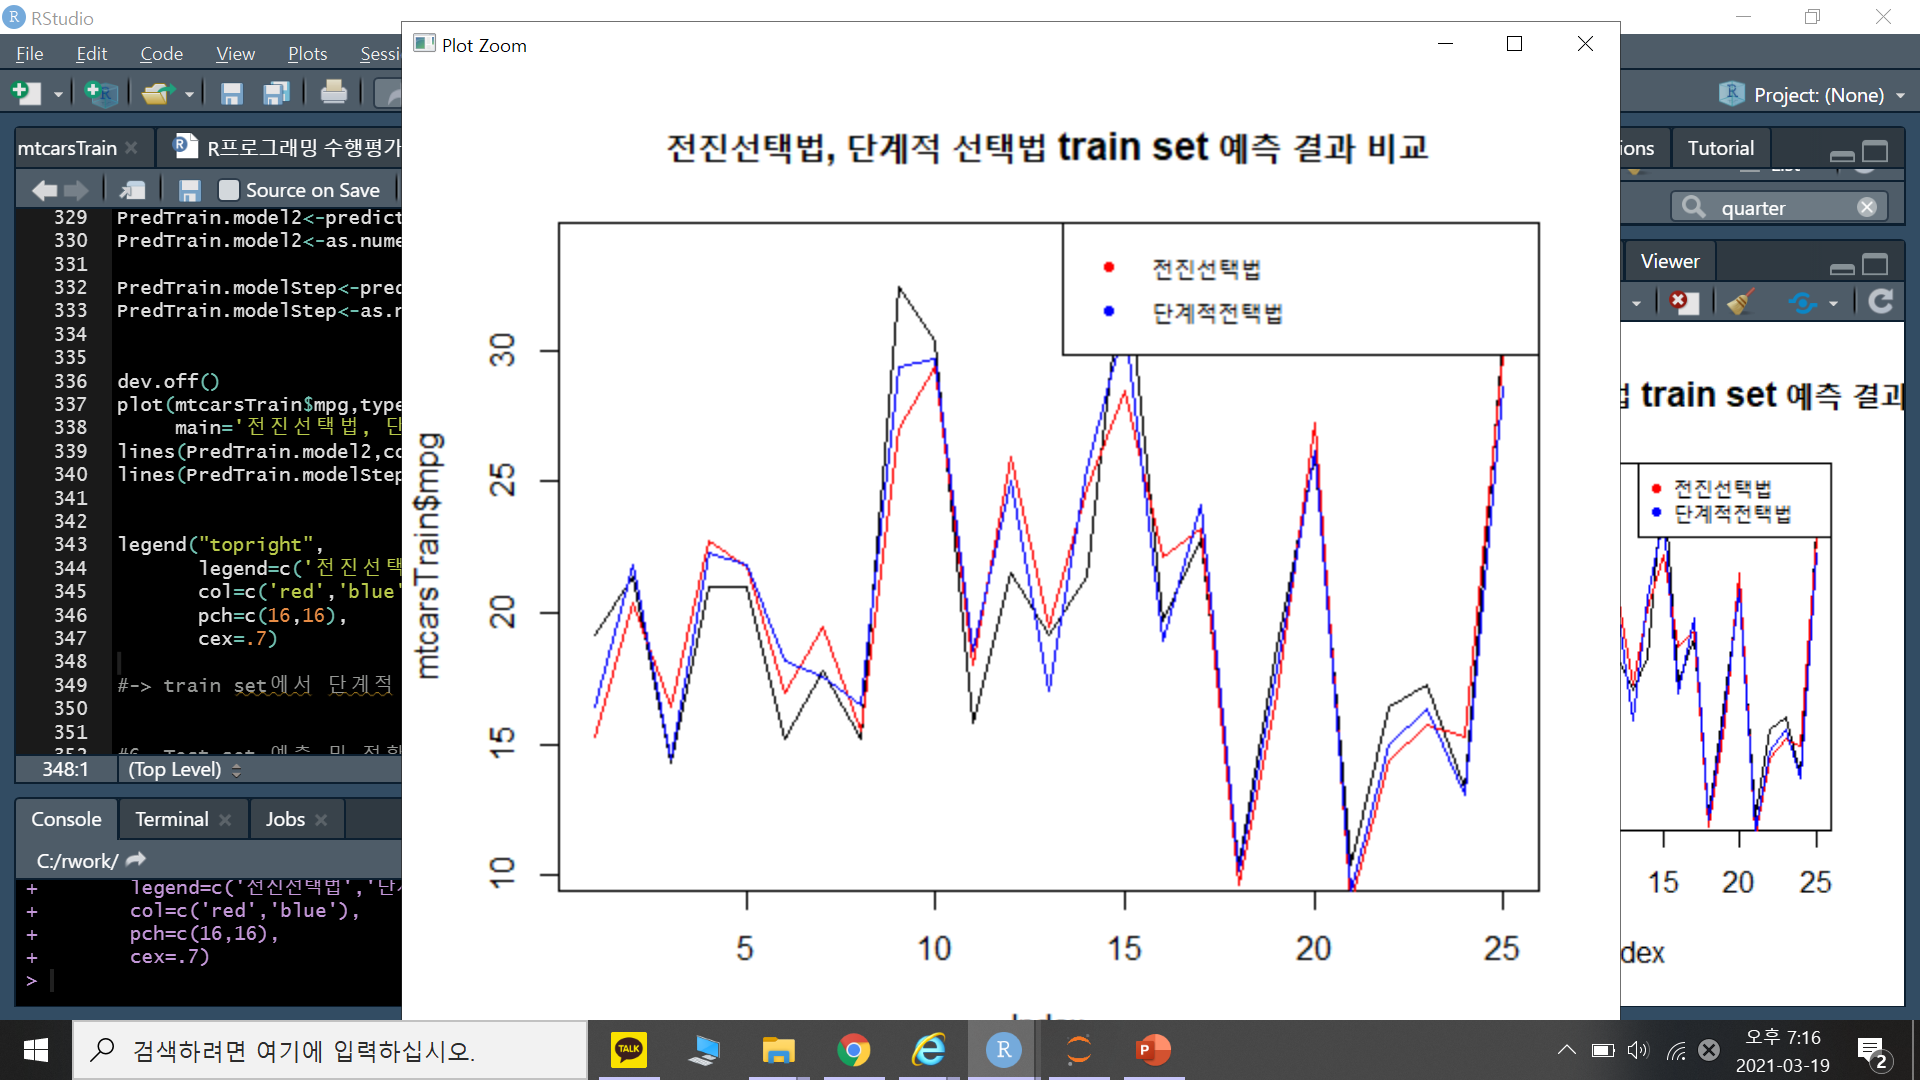 RStudio
File Edit Code View Plots Sessi
Plot Zoom
Project: (None)
mtcarsTrain
R프로그래밍 수행평가
ions Tutorial
Source on Save
quarter
Viewer
329 PredTrain.model2<-predict
330 PredTrain.model2<-as.nume
331
332 PredTrain.modelStep<-pred
333 PredTrain.modelStep<-as.n
334
335
336 dev.off()
337 plot(mtcarsTrain$mpg,type
338 main='전진선택법, 단
339 lines(PredTrain.model2,co
340 lines(PredTrain.modelStep
341
342
343 legend("topright",
344 legend=c('전진선택
345 col=c('red','blue'
346 pch=c(16,16),
347 cex=.7)
348
349 #-> train set에서 단계적
350
351
348:1 (Top Level)
Console Terminal Jobs
C:/rwork/
+ legend=c('전진선택법','단계
+ col=c('red','blue'),
+ pch=c(16,16),
+ cex=.7)
>
전진선택법, 단계적 선택법 train set 예측 결과 비교
전진선택법
단계적전택법
mtcarsTrain$mpg
30
25
20
15
10
5 10 15 20 25
Index
법 train set 예측 결과
전진선택법
단계적전택법
15 20 25
dex
검색하려면 여기에 입력하십시오.
TALK
오후 7:16
2021-03-19
2